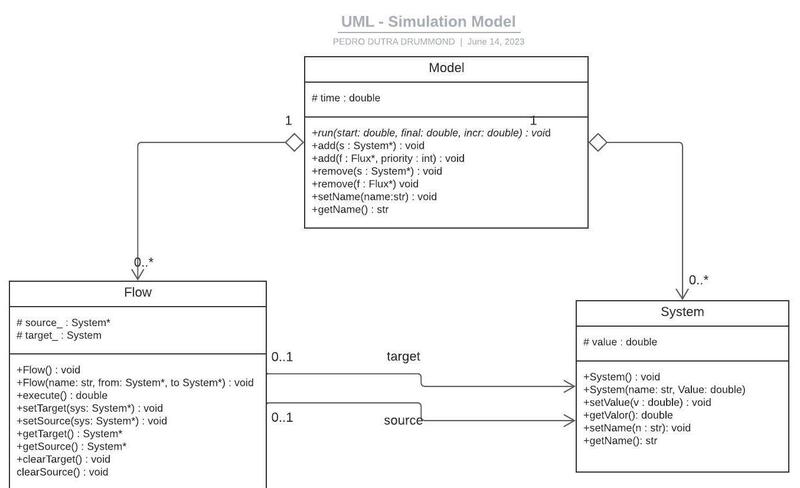 UML - Simulation Model
PEDRO DUTRA DRUMMOND | June 14, 2023
Model
# time : double
1
1
+run(start: double, final: double, incr: double) : void
+add(s : System*) : void
+add(f : Flux*, priority : int) : void
+remove(s : System*) : void
+remove(f : Flux*) void
+setName(name:str) : void
+getName() : str
0..*
0..*
Flow
# source_ : System*
# target_ : System
+Flow() : void
+Flow(name: str, from: System*, to System*) : void
+execute() : double
+setTarget(sys: System*) : void
+setSource(sys: System*) : void
+getTarget() : System*
+getSource() : System*
+clearTarget() : void
clearSource() : void
0..1
target
0..1
source
System
# value : double
+System() : void
+System(name: str, Value: double)
+setValue(v : double) : void
+getValor(): double
+setName(n : str): void
+getName(): str